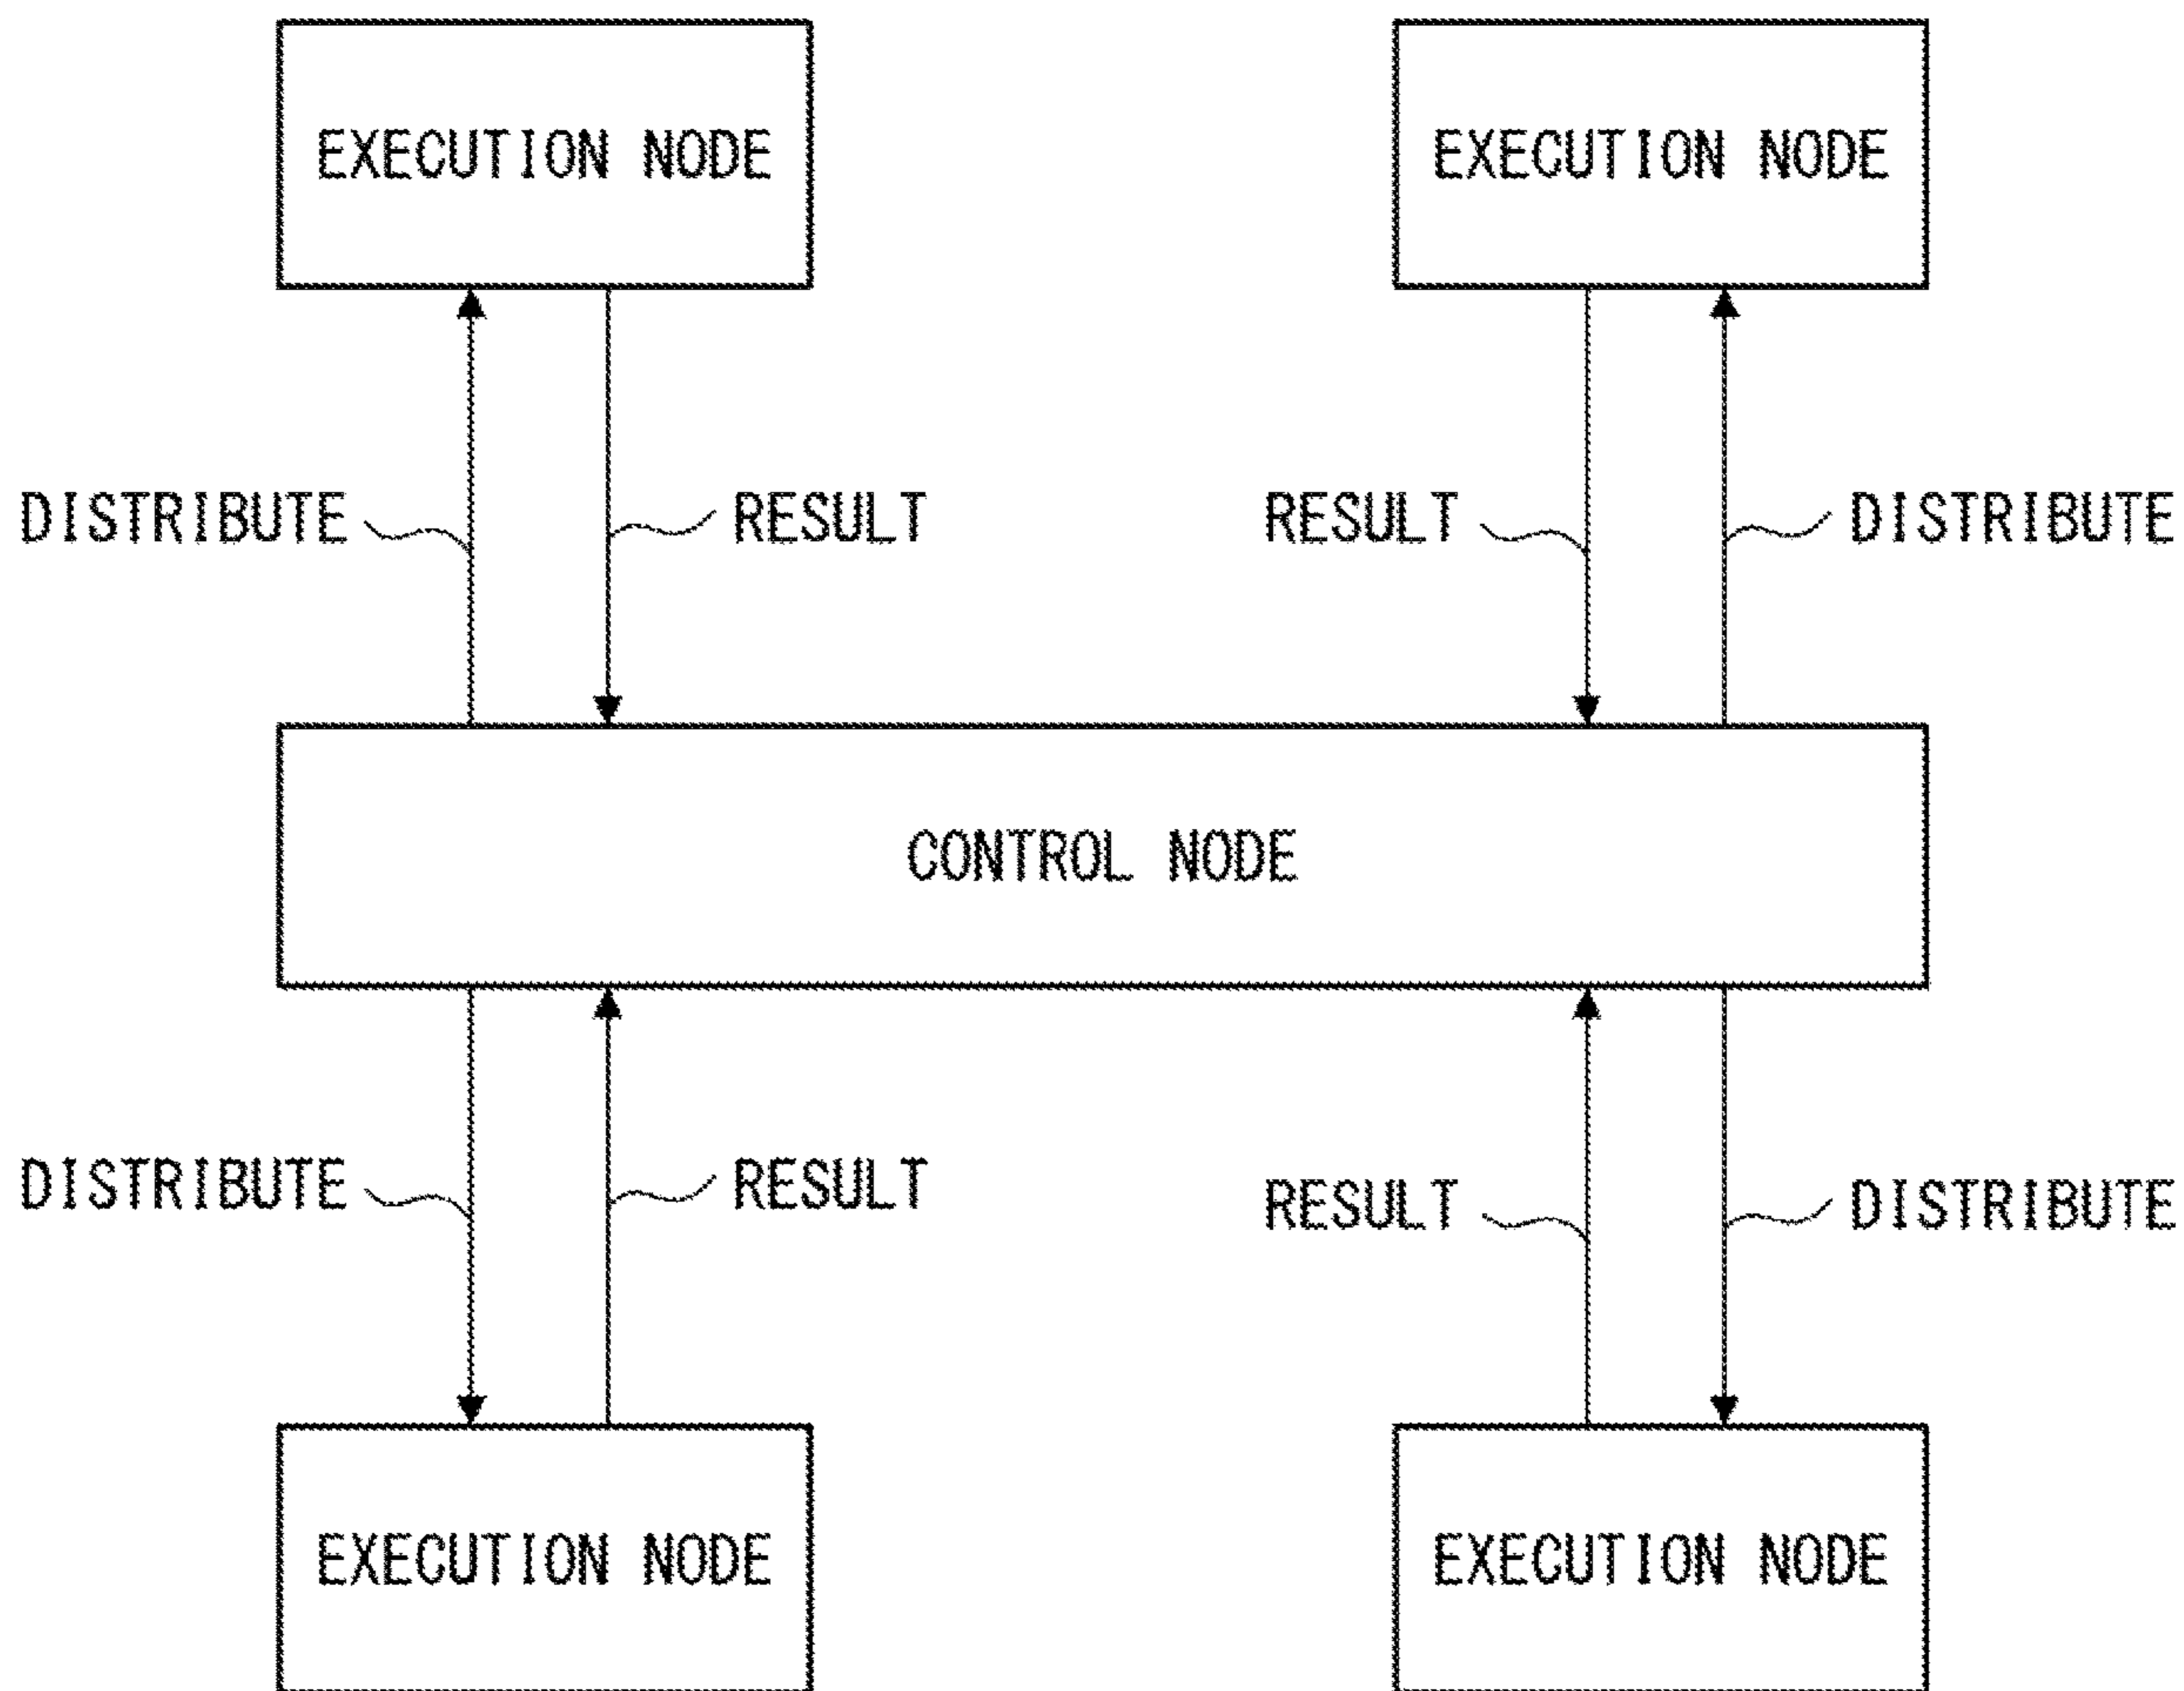 EXECUTION NODE
EXECUTION NODE
DISTRIBUTE
RESULT
RESULT
DISTRIBUTE
CONTROL NODE
DISTRIBUTE
RESULT
RESULT
DISTRIBUTE
EXECUTION NODE
EXECUTION NODE